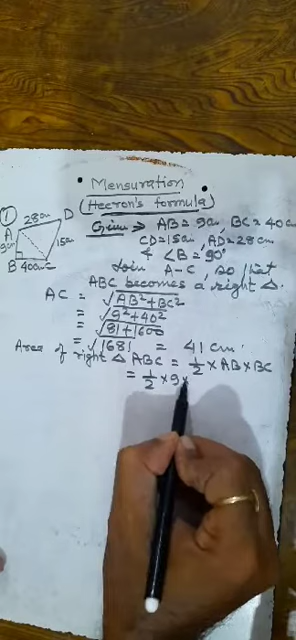 • Mensuration •
(Hecron's formula)
① 28cm D
A
9cm
15cm
B 40cm C
Given ⇒ AB = 9cm, BC = 40cm
CD = 15cm, AD = 28cm
& ∠B = 90°
Join A-C, so that
ABC becomes a right △.
AC = √AB² + BC²
= √9² + 40²
= √81 + 1600
= √1681 = 41 cm
Area of right △ ABC = 1/2 × AB × BC
= 1/2 × 9 ×